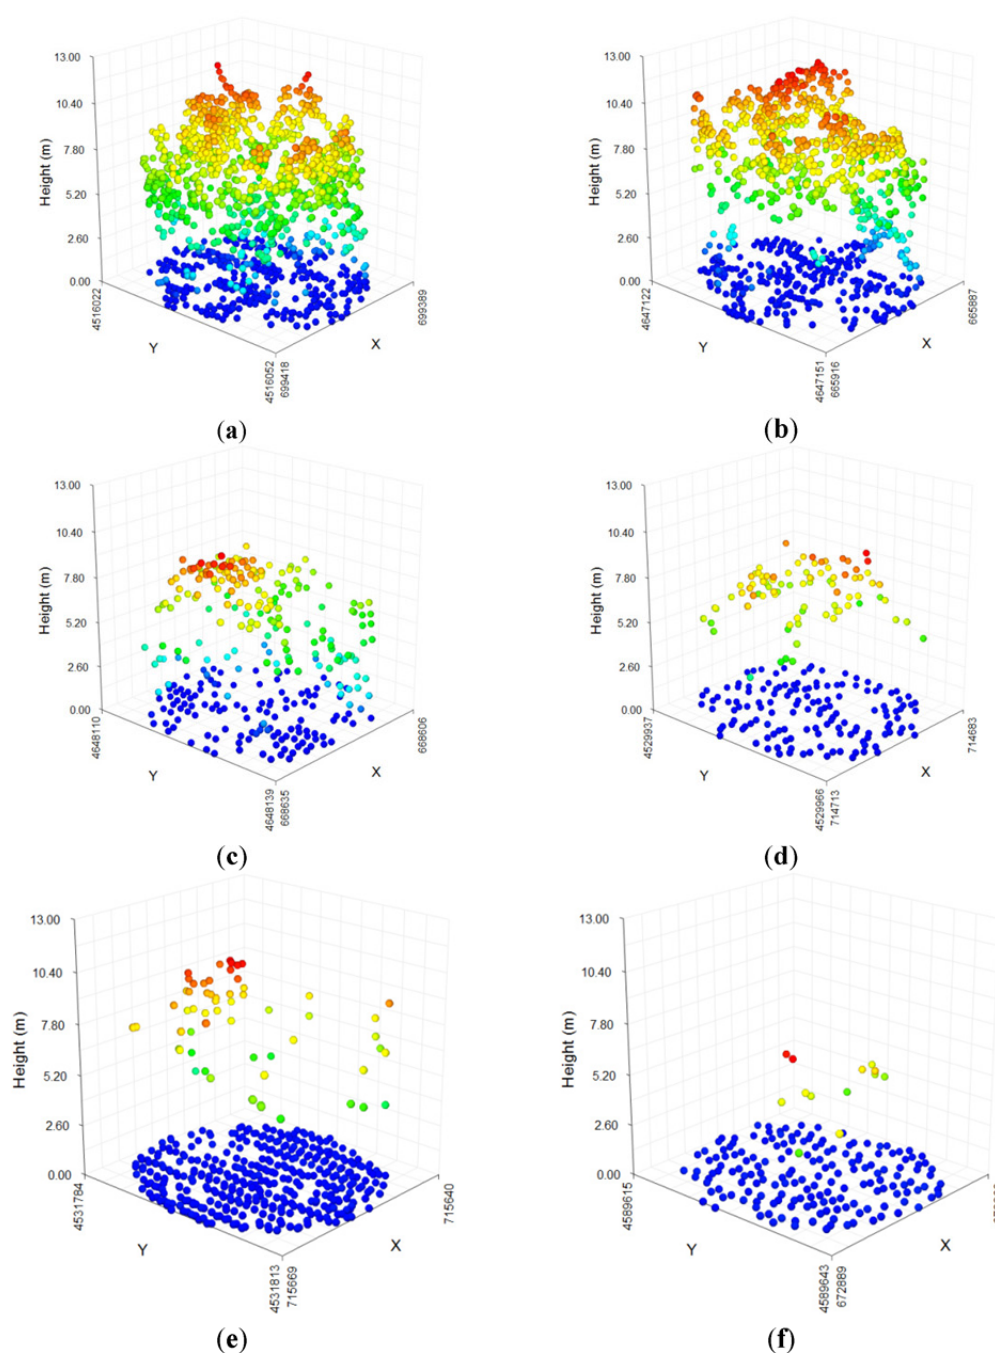 13.00
10.40
7.80
5.20
2.60
0.00
Height (m)
4516022
Y
4516052
699418
X
699389
(a)
13.00
10.40
7.80
5.20
2.60
0.00
Height (m)
4647122
Y
4647151
665916
X
665887
(b)
13.00
10.40
7.80
5.20
2.60
0.00
Height (m)
4648110
Y
4648139
668635
X
668606
(c)
13.00
10.40
7.80
5.20
2.60
0.00
Height (m)
4529937
Y
4529966
714713
X
714683
(d)
13.00
10.40
7.80
5.20
2.60
0.00
Height (m)
4531784
Y
4531813
715669
X
715640
(e)
13.00
10.40
7.80
5.20
2.60
0.00
Height (m)
4589615
Y
4589643
672889
X
(f)